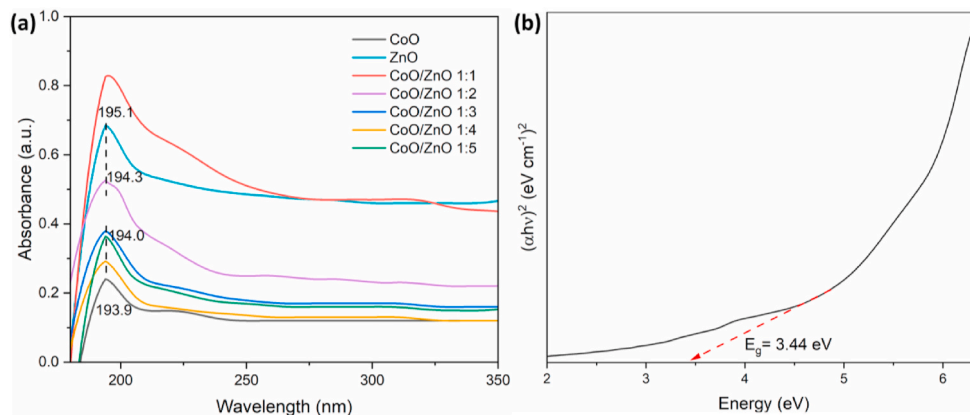 (a)
1.0
0.8
0.6
0.4
0.2
0.0
Absorbance (a.u.)
200
250
300
350
Wavelength (nm)
CoO
ZnO
CoO/ZnO 1:1
CoO/ZnO 1:2
CoO/ZnO 1:3
CoO/ZnO 1:4
CoO/ZnO 1:5
195.1
194.3
194.0
193.9
(b)
(αhν)² (eV cm⁻¹)²
E₉= 3.44 eV
2
3
4
5
6
Energy (eV)